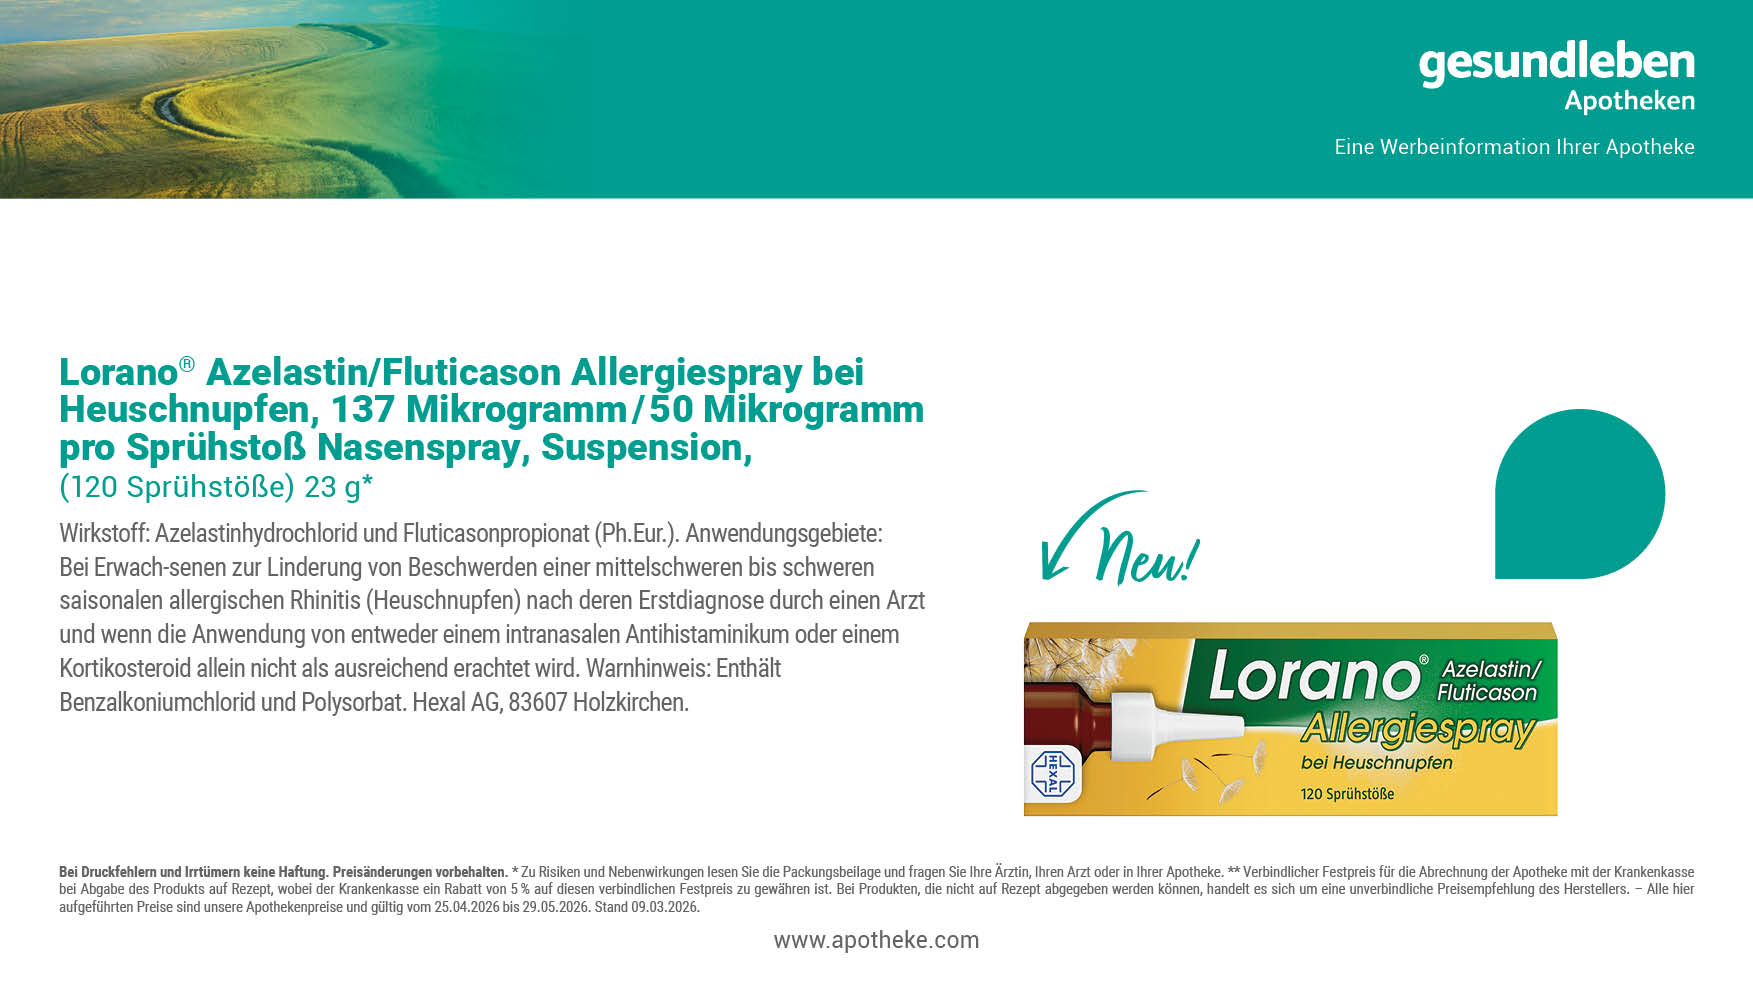 gesundleben
Apotheken
Eine Werbeinformation Ihrer Apotheke
Lorano® Azelastin/Fluticason Allergiespray bei
Heuschnupfen, 137 Mikrogramm/50 Mikrogramm
pro Sprühstoß Nasenspray, Suspension,
(120 Sprühstöße) 23 g*
Wirkstoff: Azelastinhydrochlorid und Fluticasonpropionat (Ph.Eur.). Anwendungsgebiete:
Bei Erwach-senen zur Linderung von Beschwerden einer mittelschweren bis schweren
saisonalen allergischen Rhinitis (Heuschnupfen) nach deren Erstdiagnose durch einen Arzt
und wenn die Anwendung von entweder einem intranasalen Antihistaminikum oder einem
Kortikosteroid allein nicht als ausreichend erachtet wird. Warnhinweis: Enthält
Benzalkoniumchlorid und Polysorbat. Hexal AG, 83607 Holzkirchen.
Neu!
Lorano® Azelastin/
Fluticason
Allergiespray
bei Heuschnupfen
120 Sprühstöße
HEXAL
Bei Druckfehlern und Irrtümern keine Haftung. Preisänderungen vorbehalten. * Zu Risiken und Nebenwirkungen lesen Sie die Packungsbeilage und fragen Sie Ihre Ärztin, Ihren Arzt oder in Ihrer Apotheke. ** Verbindlicher Festpreis für die Abrechnung der Apotheke mit der Krankenkasse
bei Abgabe des Produkts auf Rezept, wobei der Krankenkasse ein Rabatt von 5 % auf diesen verbindlichen Festpreis zu gewähren ist. Bei Produkten, die nicht auf Rezept abgegeben werden können, handelt es sich um eine unverbindliche Preisempfehlung des Herstellers. – Alle hier
aufgeführten Preise sind unsere Apothekenpreise und gültig vom 25.04.2026 bis 29.05.2026. Stand 09.03.2026.
www.apotheke.com